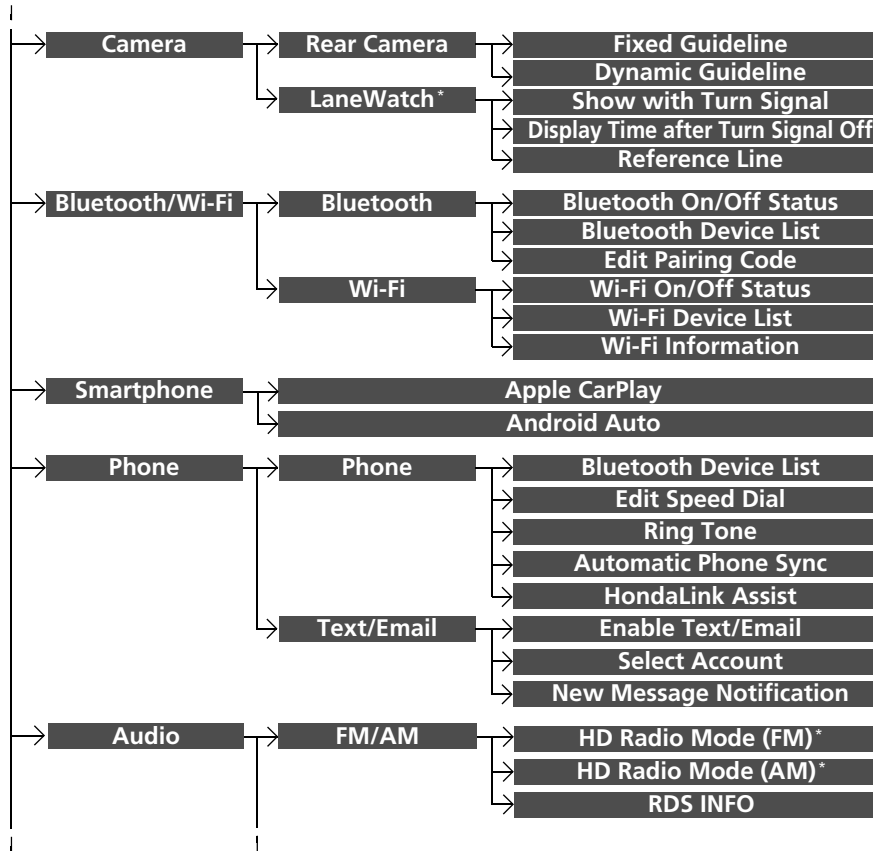 Camera Rear Camera Fixed Guideline
Dynamic Guideline
LaneWatch* Show with Turn Signal
Display Time after Turn Signal Off
Reference Line
Bluetooth/Wi-Fi Bluetooth Bluetooth On/Off Status
Bluetooth Device List
Edit Pairing Code
Wi-Fi Wi-Fi On/Off Status
Wi-Fi Device List
Wi-Fi Information
Smartphone Apple CarPlay
Android Auto
Phone Phone Bluetooth Device List
Edit Speed Dial
Ring Tone
Automatic Phone Sync
HondaLink Assist
Text/Email Enable Text/Email
Select Account
New Message Notification
Audio FM/AM HD Radio Mode (FM)*
HD Radio Mode (AM)*
RDS INFO